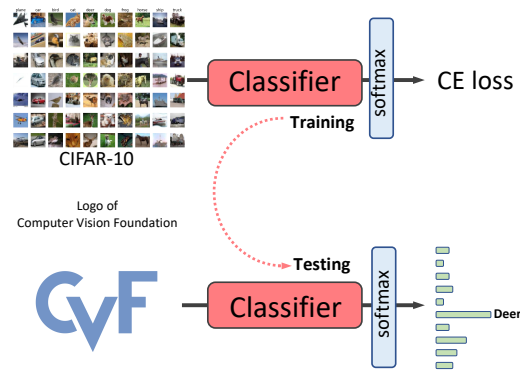 plane car bird cat deer dog frog horse ship truck
Classifier
softmax
CE loss
Training
CIFAR-10
Logo of
Computer Vision Foundation
Testing
CVF
Classifier
softmax
Deer